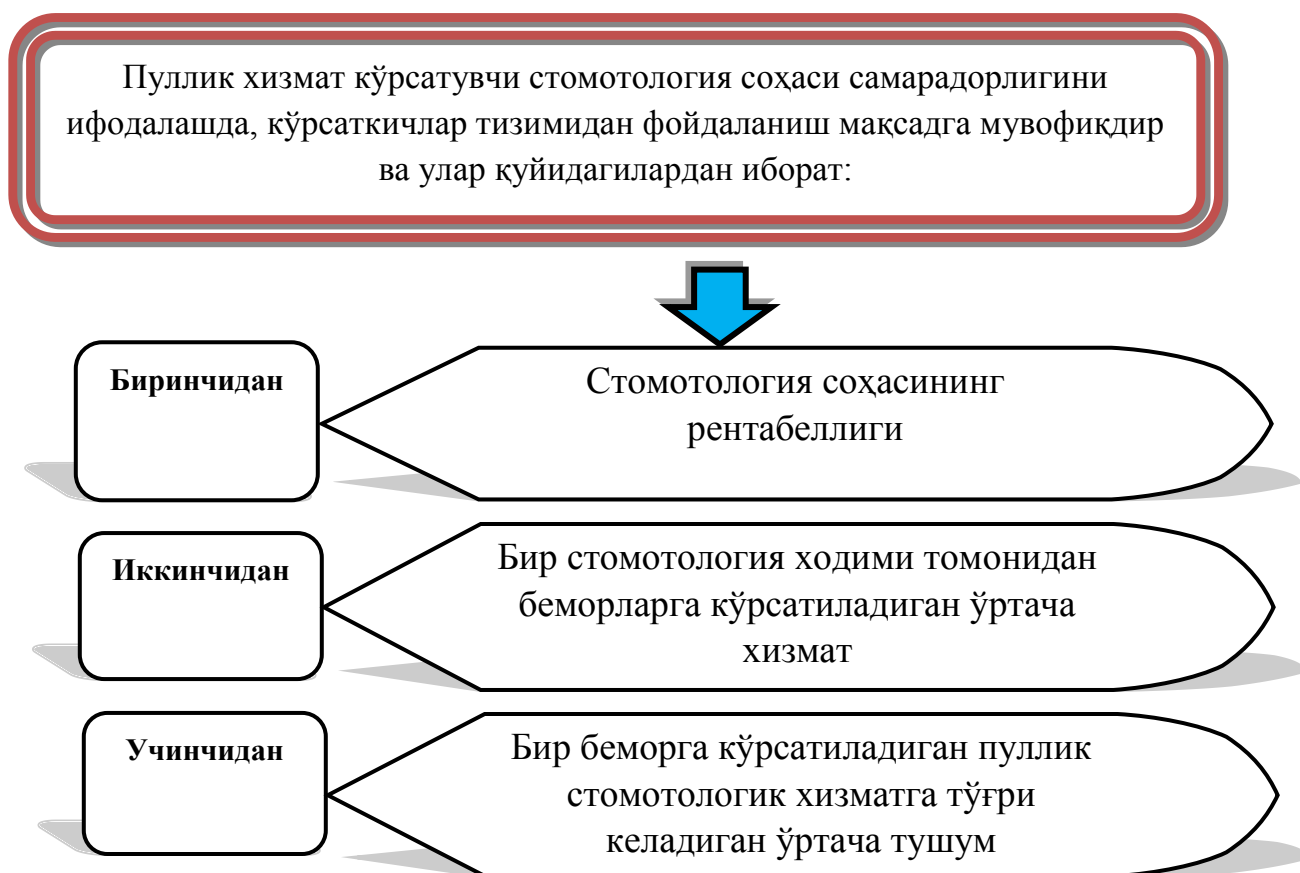 Пуллик хизмат кўрсатувчи стомотология соҳаси самарадорлигини
ифодалашда, кўрсаткичлар тизимидан фойдаланиш мақсадга мувофиқдир
ва улар қуйидагилардан иборат:
Биринчидан
Стомотология соҳасининг
рентабеллиги
Иккинчидан
Бир стомотология ходими томонидан
беморларга кўрсатиладиган ўртача
хизмат
Учинчидан
Бир беморга кўрсатиладиган пуллик
стомотологик хизматга тўғри
келадиган ўртача тушум